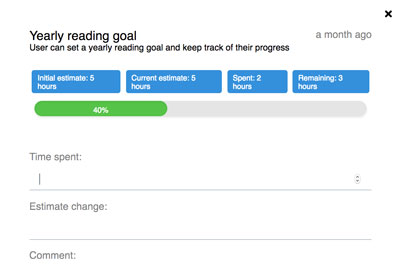 Yearly reading goal
a month ago
User can set a yearly reading goal and keep track of their progress
Initial estimate: 5
hours
Current estimate: 5
hours
Spent: 2
hours
Remaining: 3
hours
40%
Time spent:
Estimate change:
Comment: